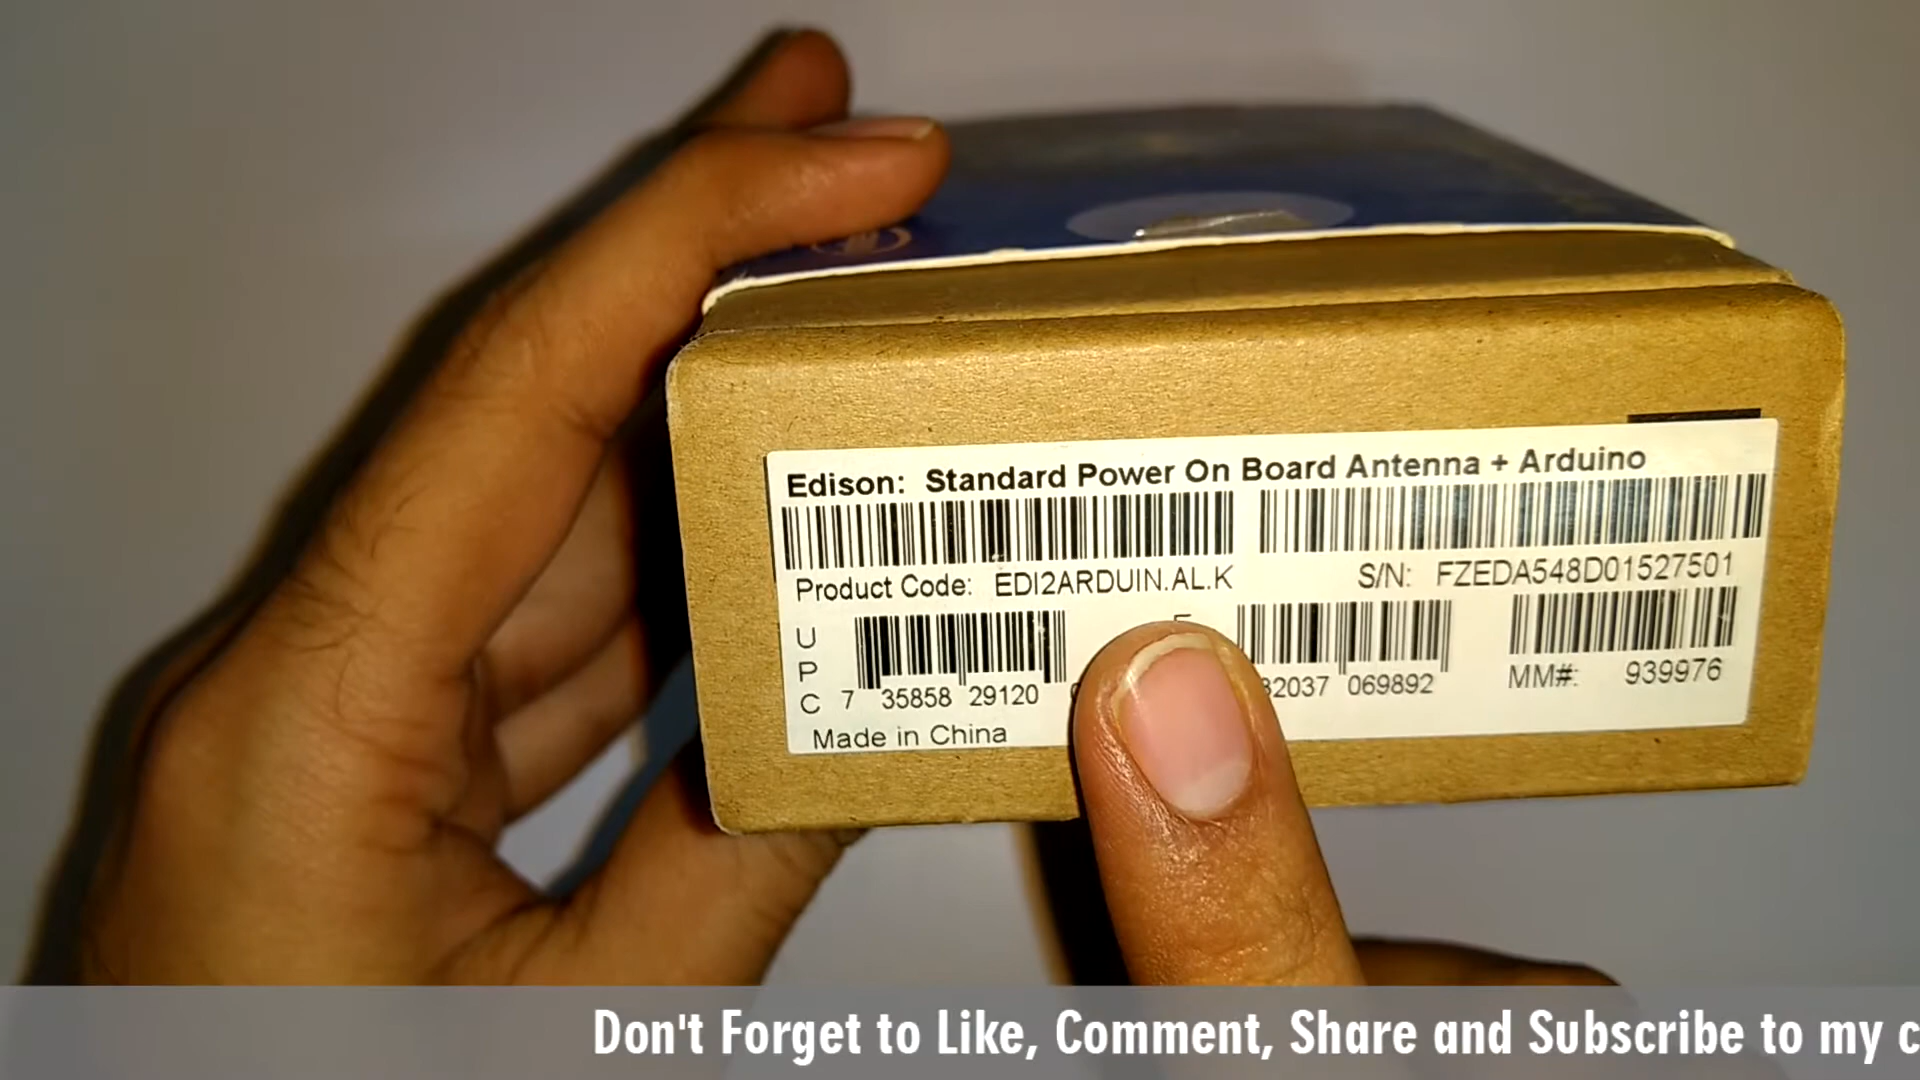 Edison: Standard Power On Board Antenna + Arduino
Product Code: EDI2ARDUIN.AL.K
S/N: FZEDA548D01527501
U
P
C
7 35858 29120
32037 069892
MM#: 939976
Made in China
Don't Forget to Like, Comment, Share and Subscribe to my